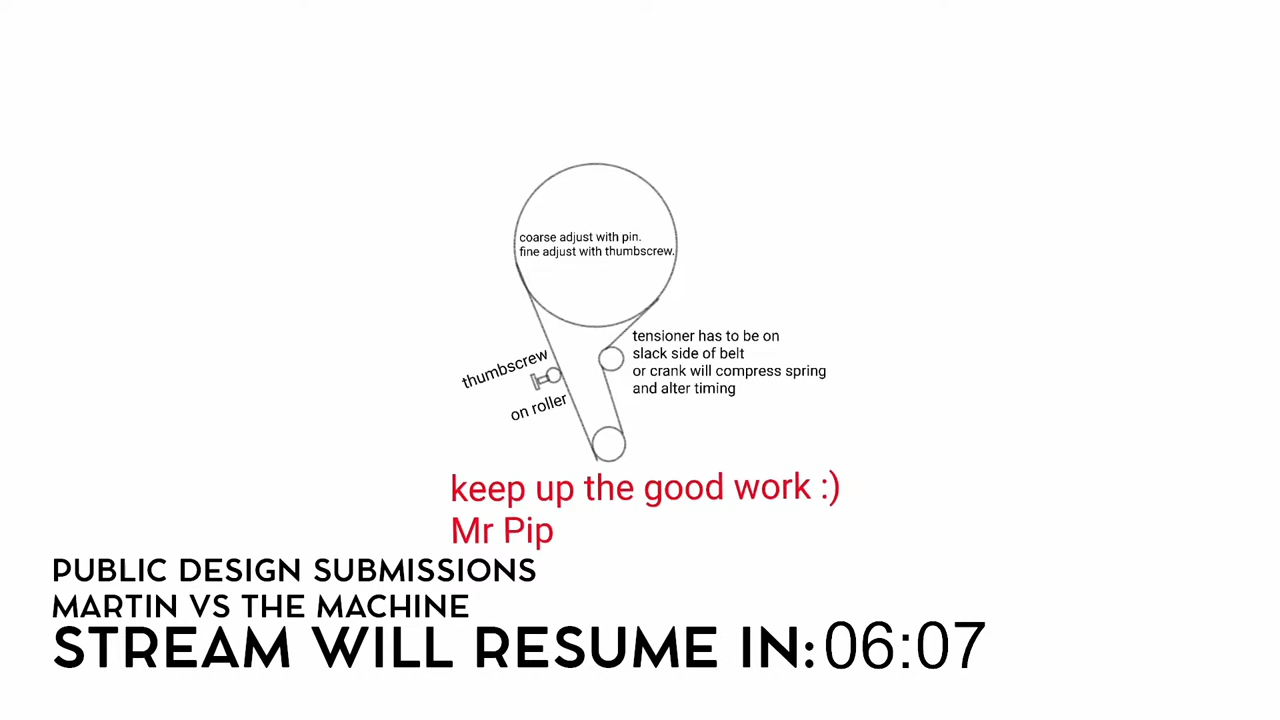 coarse adjust with pin.
fine adjust with thumbscrew.
tensioner has to be on
slack side of belt
or crank will compress spring
and alter timing
thumbscrew
on roller
keep up the good work :)
Mr Pip
PUBLIC DESIGN SUBMISSIONS
MARTIN VS THE MACHINE
STREAM WILL RESUME IN: 06:07